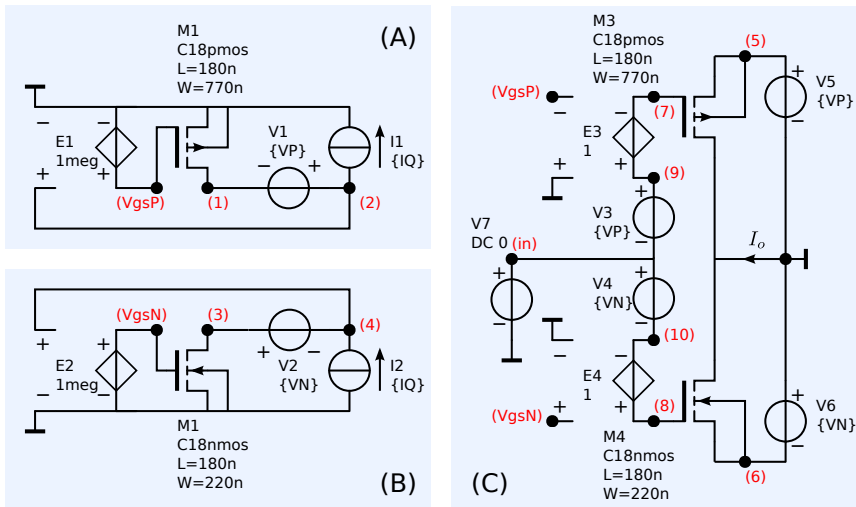 (A)
M1
C18pmos
L=180n
W=770n
−
−
E1
1meg
+
+
V1
{VP}
−
+
I1
{IQ}
(VgsP)
(1)
(2)
(B)
(VgsN)
(3)
(4)
+
+
E2
1meg
−
−
+
−
V2
{VN}
I2
{IQ}
M1
C18nmos
L=180n
W=220n
(C)
M3
C18pmos
L=180n
W=770n
(5)
+
V5
{VP}
−
(VgsP)
−
−
(7)
E3
1
+
+
(9)
+
V3
{VP}
−
V7
DC 0
(in)
+
−
Io
+
V4
{VN}
−
(10)
−
−
E4
1
+
+
(VgsN)
(8)
M4
C18nmos
L=180n
W=220n
+
V6
{VN}
−
(6)